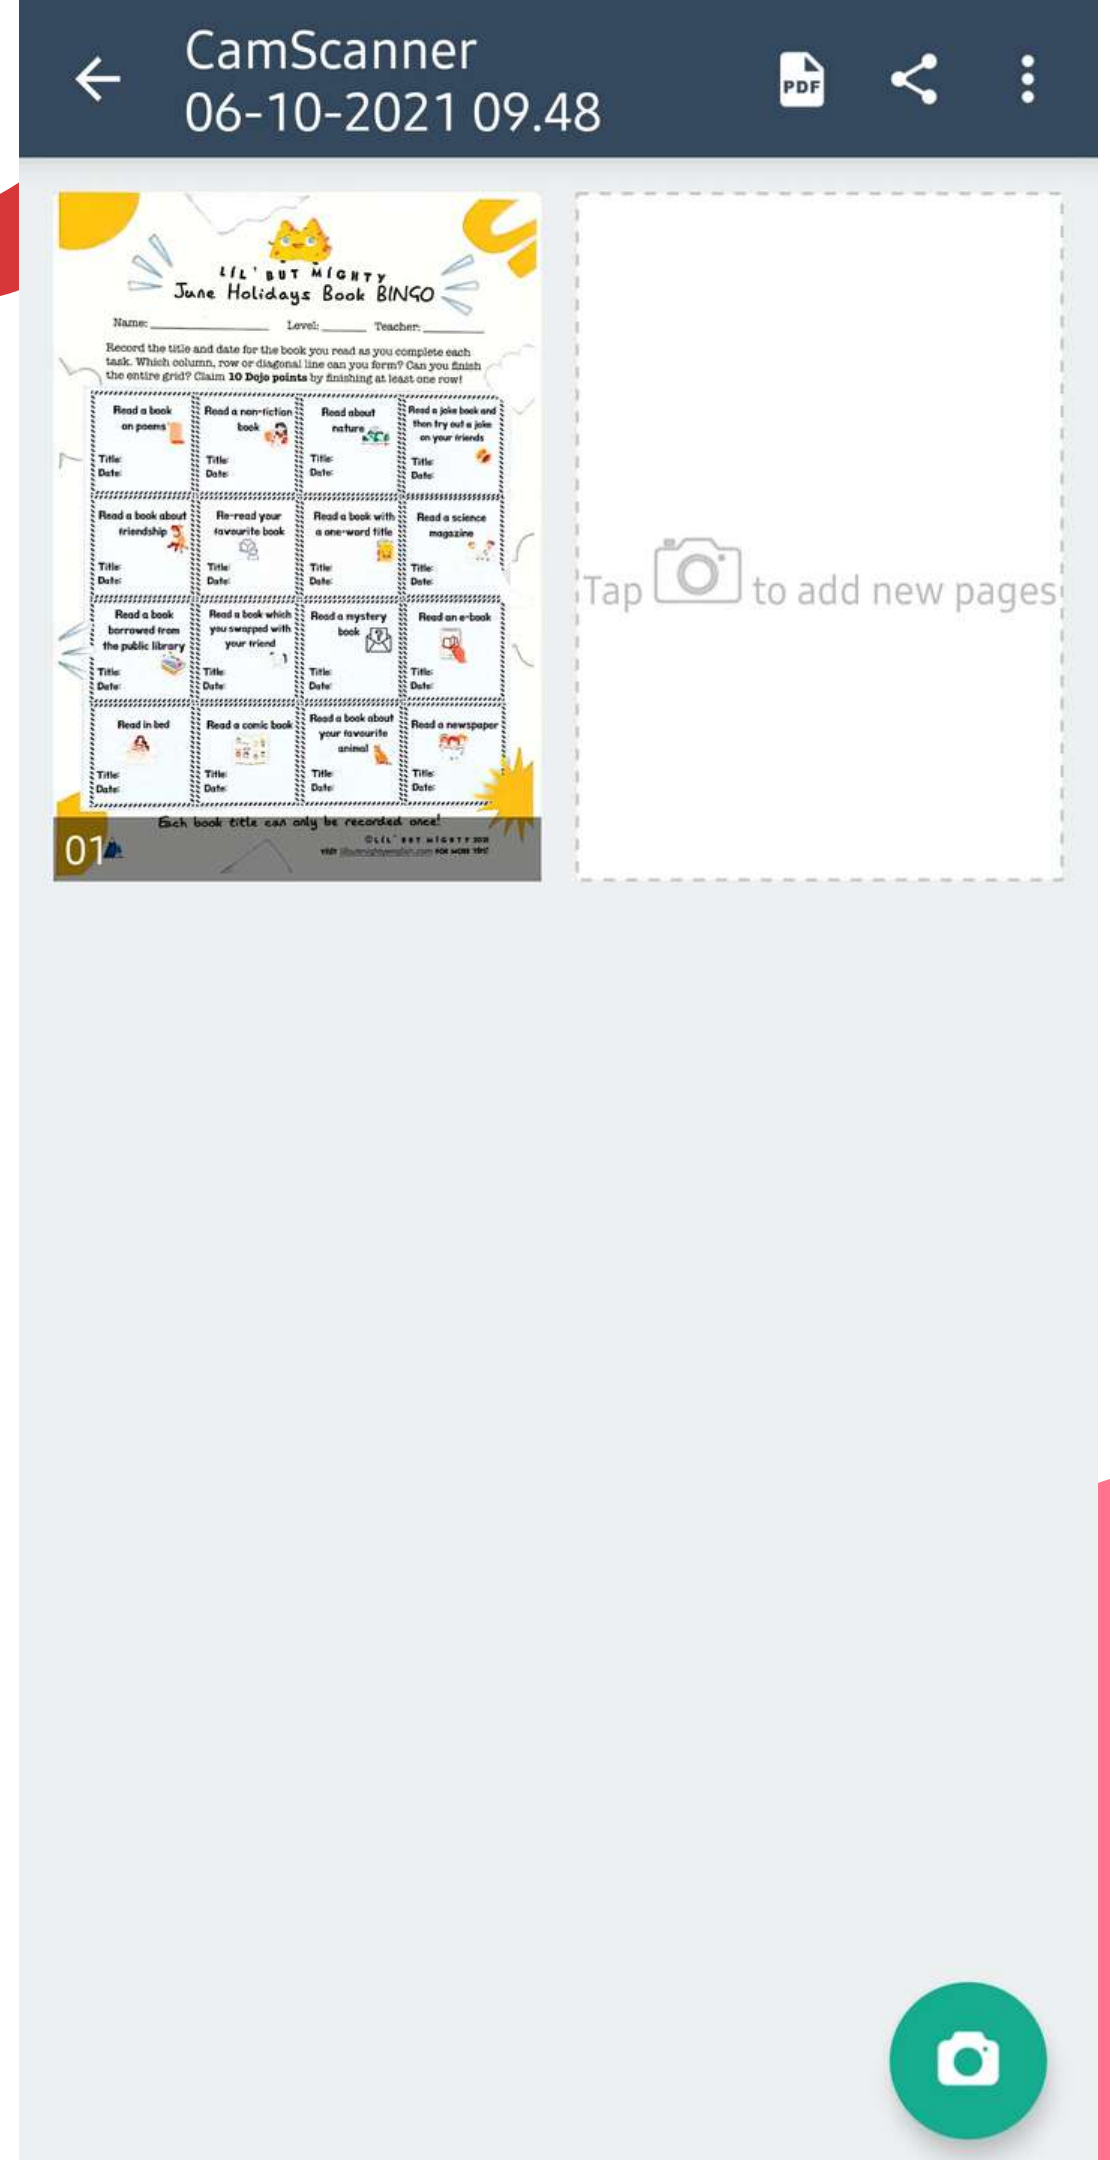 CamScanner
06-10-2021 09.48
PDF
LIL' BUT MIGHTY
June Holidays Book BINGO
Name: Level: Teacher:
Record the title and date for the book you read as you complete each
task. Which column, row or diagonal line can you form? Can you finish
the entire grid? Claim 10 Dojo points by finishing at least one row!
Read a book
on poems
Title:
Date:
Read a non-fiction
book
Title:
Date:
Read about
nature
Title:
Date:
Read a joke book and
then try out a joke
on your friends
Title:
Date:
Read a book about
friendship
Title:
Date:
Re-read your
favourite book
Title:
Date:
Read a book with
a one-word title
Title:
Date:
Read a science
magazine
Title:
Date:
Read a book
borrowed from
the public library
Title:
Date:
Read a book which
you swapped with
your friend
Title:
Date:
Read a mystery
book
Title:
Date:
Read an e-book
Title:
Date:
Read in bed
Title:
Date:
Read a comic book
Title:
Date:
Read a book about
your favourite
animal
Title:
Date:
Read a newspaper
Title:
Date:
Each book title can only be recorded once!
©LIL' BUT MIGHTY
VISIT FOR MORE TIPS!
01
Tap to add new pages